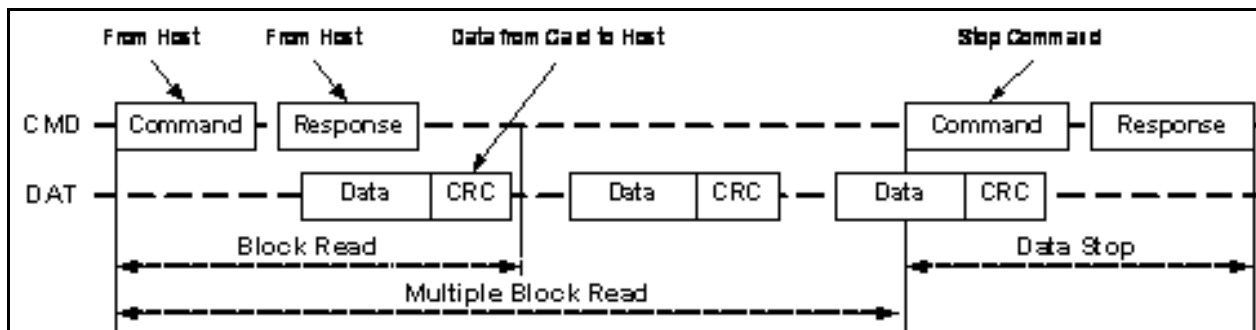 From Host From Host Data from Card to Host Stop Command
CMD Command Response Command Response
DAT Data CRC Data CRC Data CRC
Block Read Data Stop
Multiple Block Read